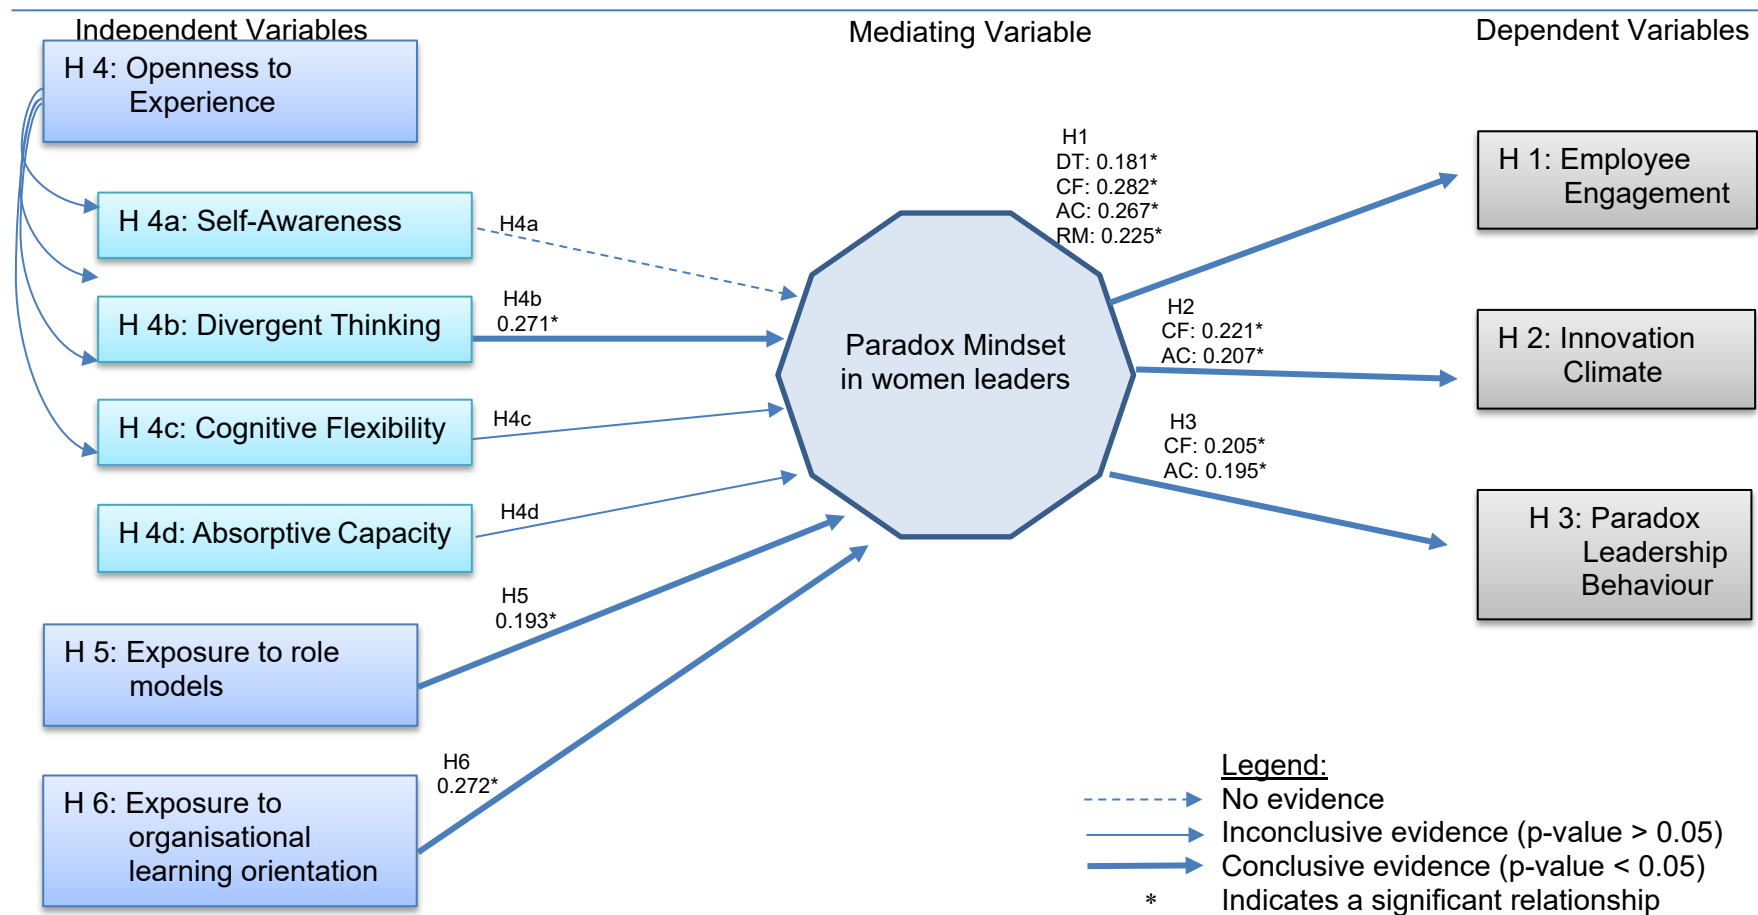 Independent Variables
Mediating Variable
Dependent Variables
H 4: Openness to
Experience
H 4a: Self-Awareness
H 4b: Divergent Thinking
H 4c: Cognitive Flexibility
H 4d: Absorptive Capacity
H 5: Exposure to role
models
H 6: Exposure to
organisational
learning orientation
H4a
H4b
0.271*
H4c
H4d
H5
0.193*
H6
0.272*
Paradox Mindset
in women leaders
H1
DT: 0.181*
CF: 0.282*
AC: 0.267*
RM: 0.225*
H2
CF: 0.221*
AC: 0.207*
H3
CF: 0.205*
AC: 0.195*
H 1: Employee
Engagement
H 2: Innovation
Climate
H 3: Paradox
Leadership
Behaviour
Legend:
No evidence
Inconclusive evidence (p-value > 0.05)
Conclusive evidence (p-value < 0.05)
* Indicates a significant relationship